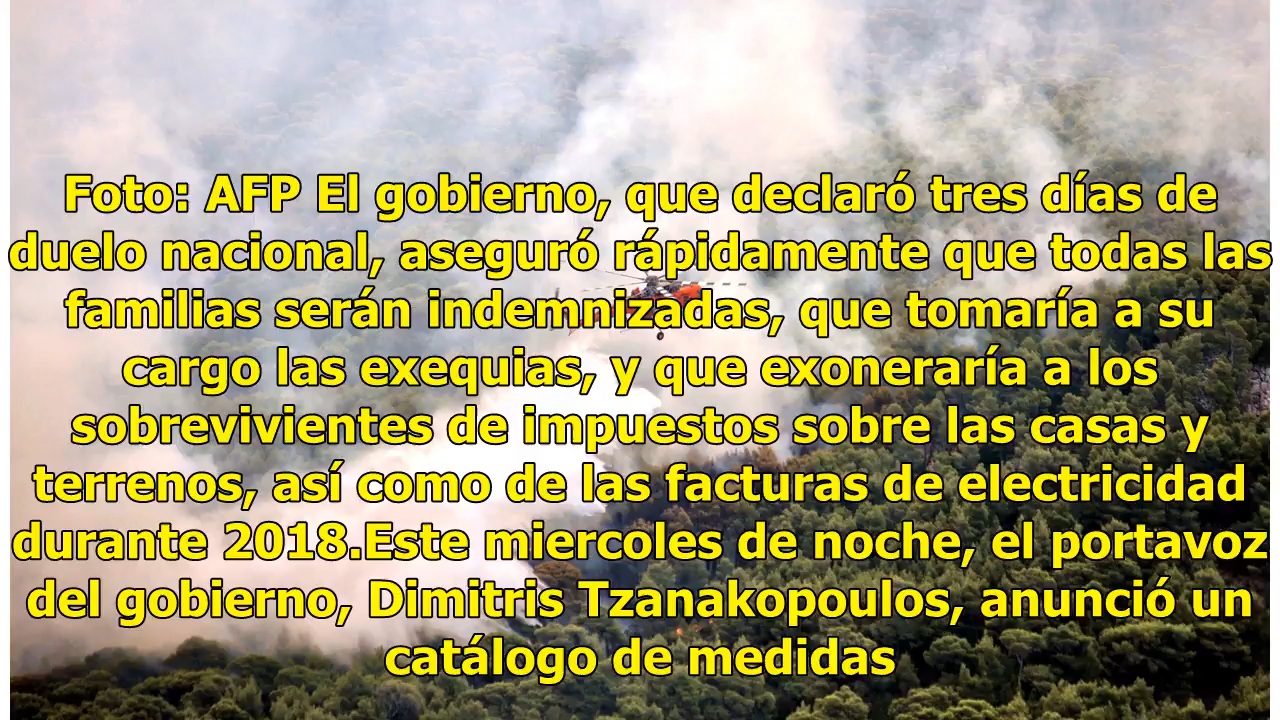 Foto: AFP El gobierno, que declaró tres días de
duelo nacional, aseguró rápidamente que todas las
familias serán indemnizadas, que tomaría a su
cargo las exequias, y que exoneraría a los
sobrevivientes de impuestos sobre las casas y
terrenos, así como de las facturas de electricidad
durante 2018.Este miercoles de noche, el portavoz
del gobierno, Dimitris Tzanakopoulos, anunció un
catálogo de medidas